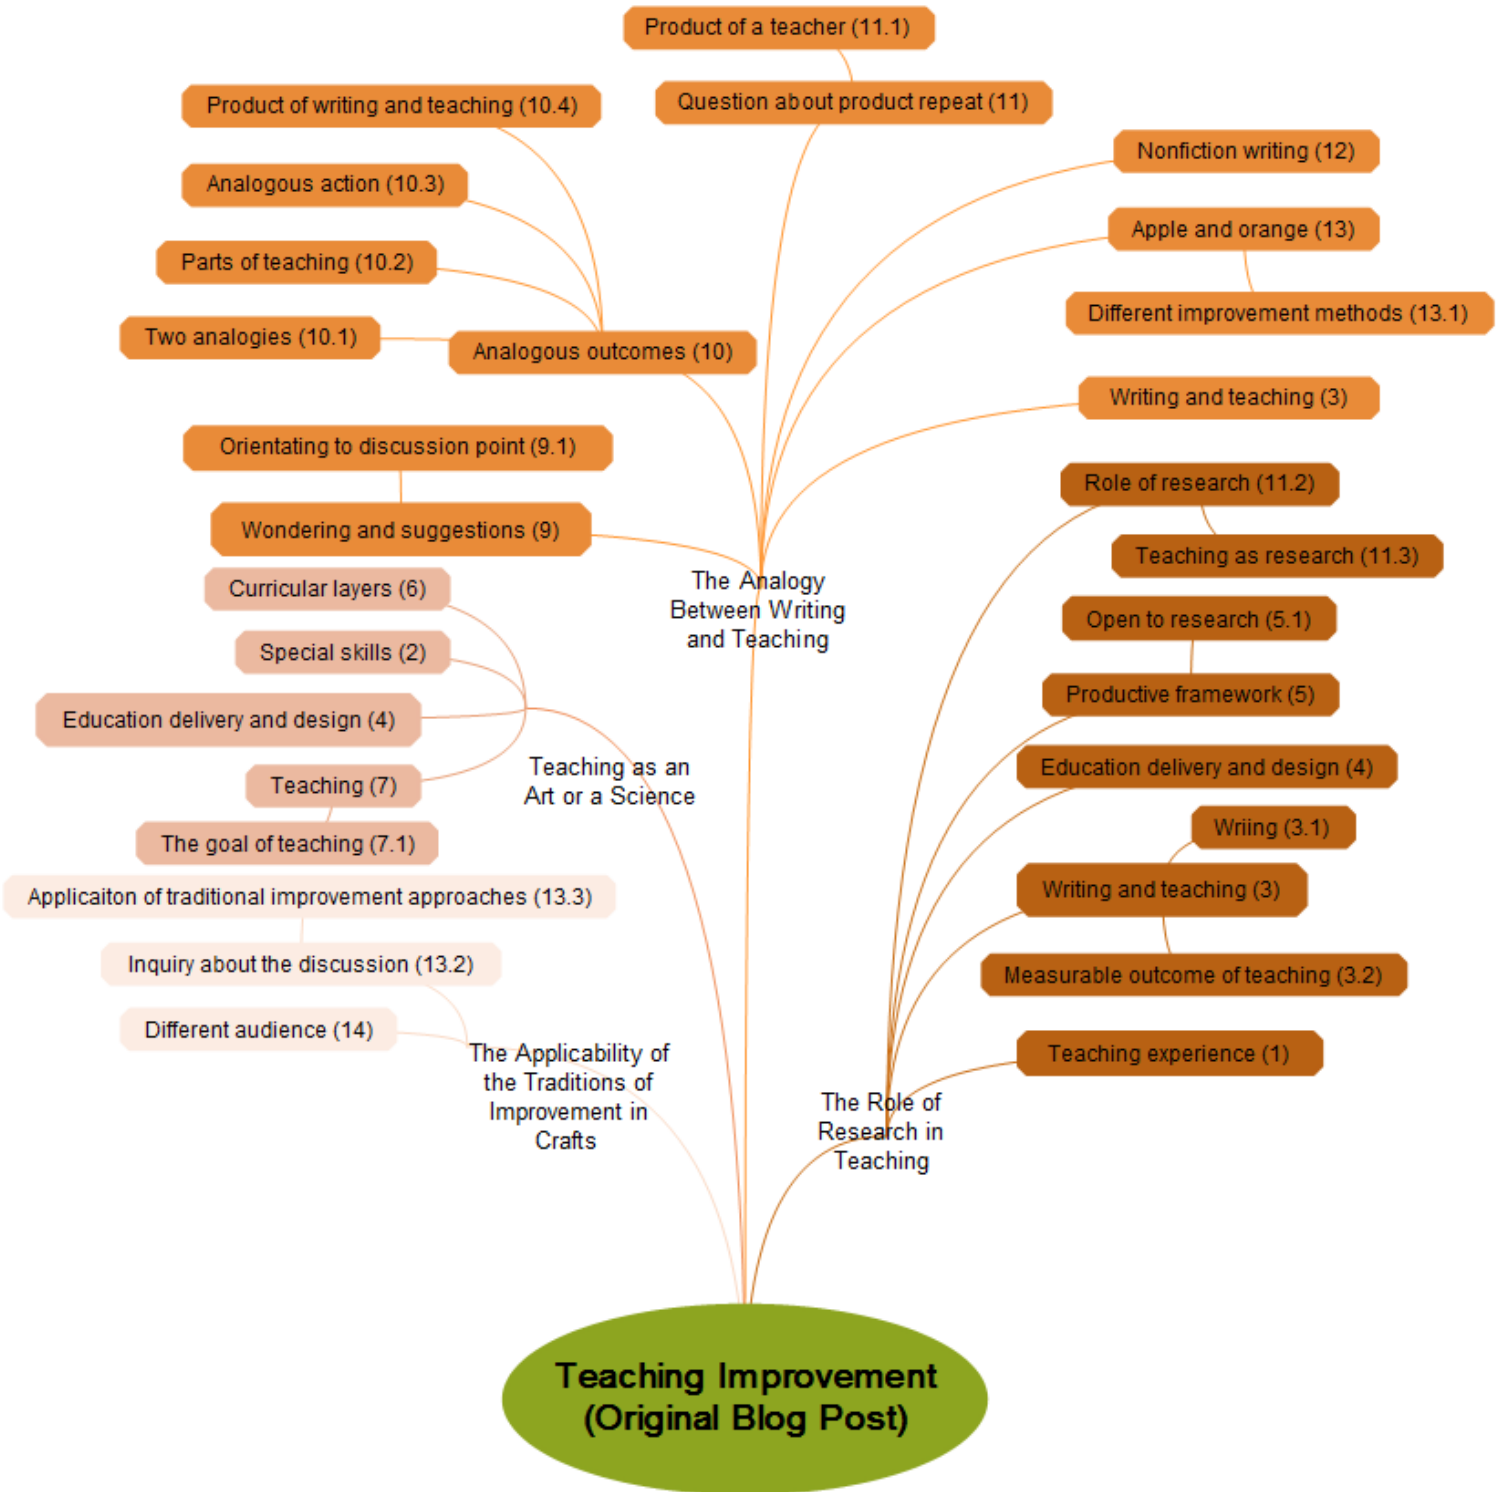 Product of a teacher (11.1)
Question about product repeat (11)
Product of writing and teaching (10.4)
Analogous action (10.3)
Parts of teaching (10.2)
Two analogies (10.1)
Analogous outcomes (10)
Nonfiction writing (12)
Apple and orange (13)
Different improvement methods (13.1)
Writing and teaching (3)
Orientating to discussion point (9.1)
Wondering and suggestions (9)
The Analogy
Between Writing
and Teaching
Curricular layers (6)
Special skills (2)
Education delivery and design (4)
Teaching (7)
The goal of teaching (7.1)
Teaching as an
Art or a Science
Applicaiton of traditional improvement approaches (13.3)
Inquiry about the discussion (13.2)
Different audience (14)
The Applicability of
the Traditions of
Improvement in
Crafts
Role of research (11.2)
Teaching as research (11.3)
Open to research (5.1)
Productive framework (5)
Education delivery and design (4)
Wriing (3.1)
Writing and teaching (3)
Measurable outcome of teaching (3.2)
Teaching experience (1)
The Role of
Research in
Teaching
Teaching Improvement
(Original Blog Post)